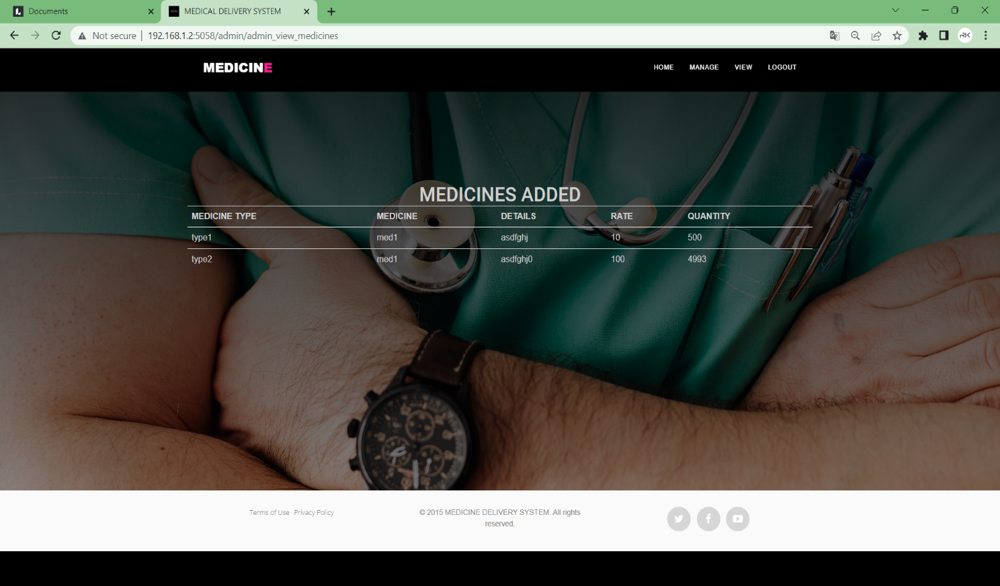 Documents
MEDICAL DELIVERY SYSTEM
Not secure | 192.168.1.2:5058/admin/admin_view_medicines
RK
MEDICINE
HOME MANAGE VIEW LOGOUT
MEDICINES ADDED
MEDICINE TYPE MEDICINE DETAILS RATE QUANTITY
type1 med1 asdfghj 10 500
type2 med1 asdfghj0 100 4993
Terms of Use Privacy Policy
© 2015 MEDICINE DELIVERY SYSTEM. All rights
reserved.